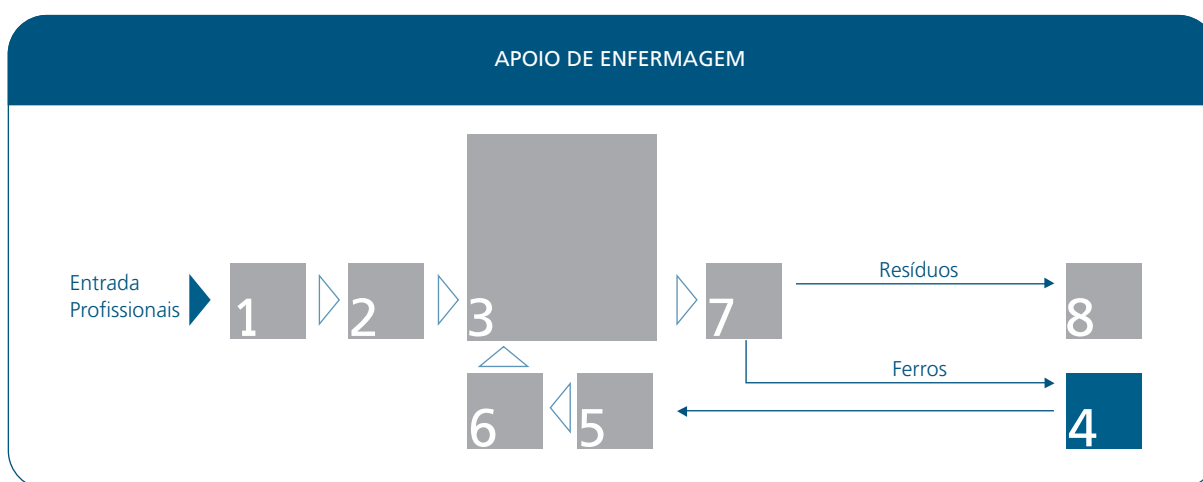 APOIO DE ENFERMAGEM
Entrada
Profissionais
1
2
3
7
Resíduos
8
Ferros
6
5
4